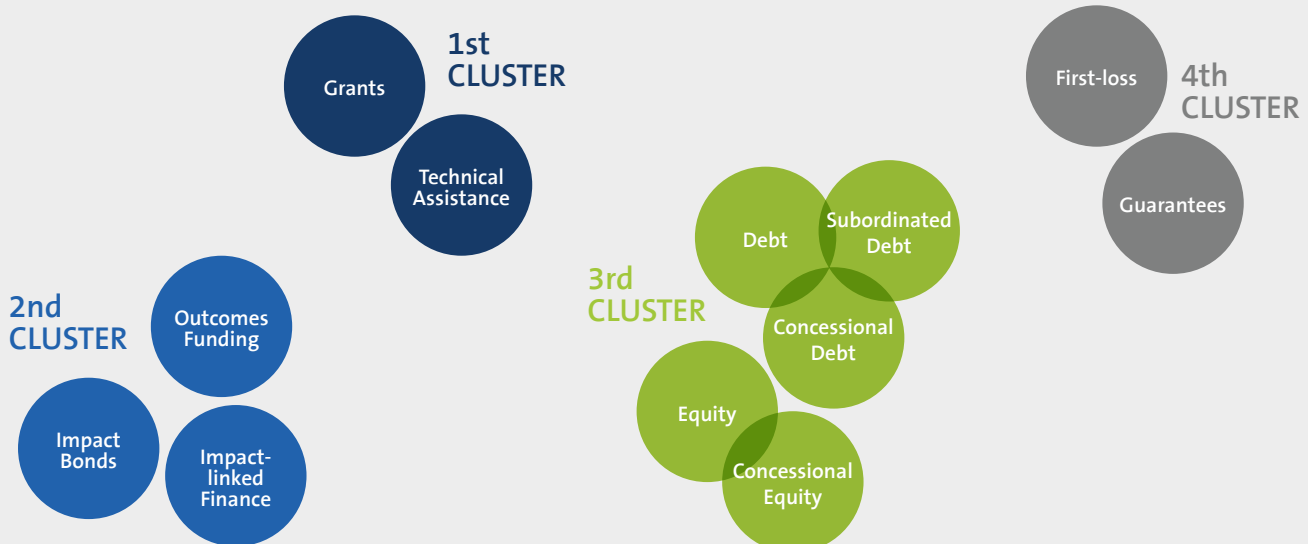 1st
CLUSTER
Grants
Technical
Assistance
2nd
CLUSTER
Outcomes
Funding
Impact
Bonds
Impact-
linked
Finance
3rd
CLUSTER
Debt
Subordinated
Debt
Concessional
Debt
Equity
Concessional
Equity
4th
CLUSTER
First-loss
Guarantees